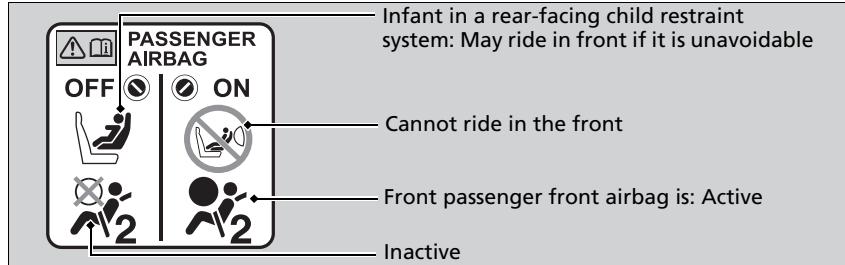 PASSENGER
AIRBAG
OFF ON
2 2
Infant in a rear-facing child restraint
system: May ride in front if it is unavoidable
Cannot ride in the front
Front passenger front airbag is: Active
Inactive